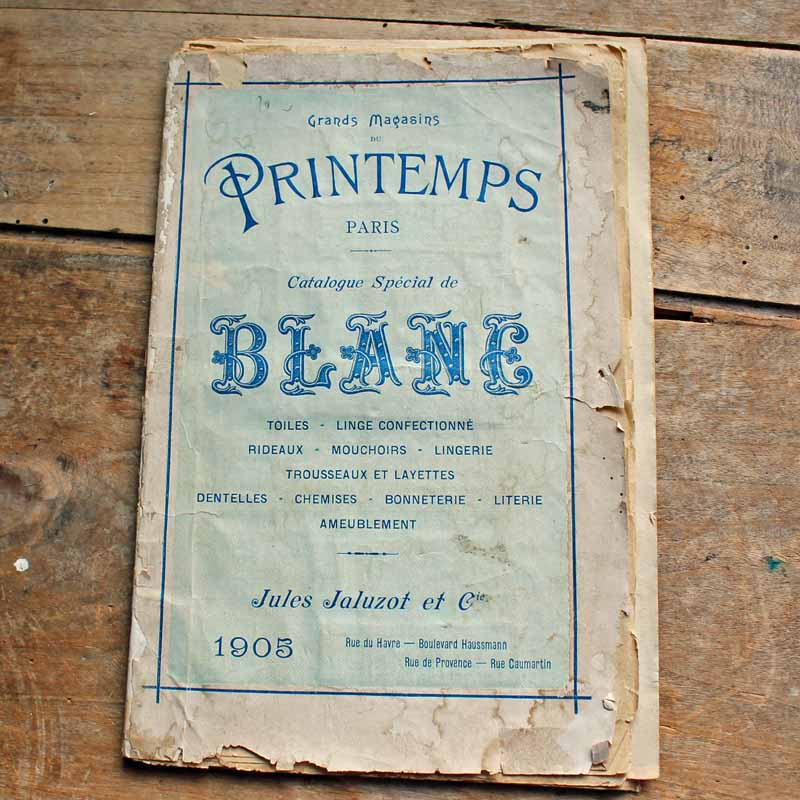 Grands Magasins
DU
PRINTEMPS
PARIS
Catalogue Spécial de
BLANC
TOILES - LINGE CONFECTIONNÉ
RIDEAUX - MOUCHOIRS - LINGERIE
TROUSSEAUX ET LAYETTES
DENTELLES - CHEMISES - BONNETERIE - LITERIE
AMEUBLEMENT
Jules Jaluzot et Cie.
1905
Rue du Havre — Boulevard Haussmann
Rue de Provence — Rue Caumartin